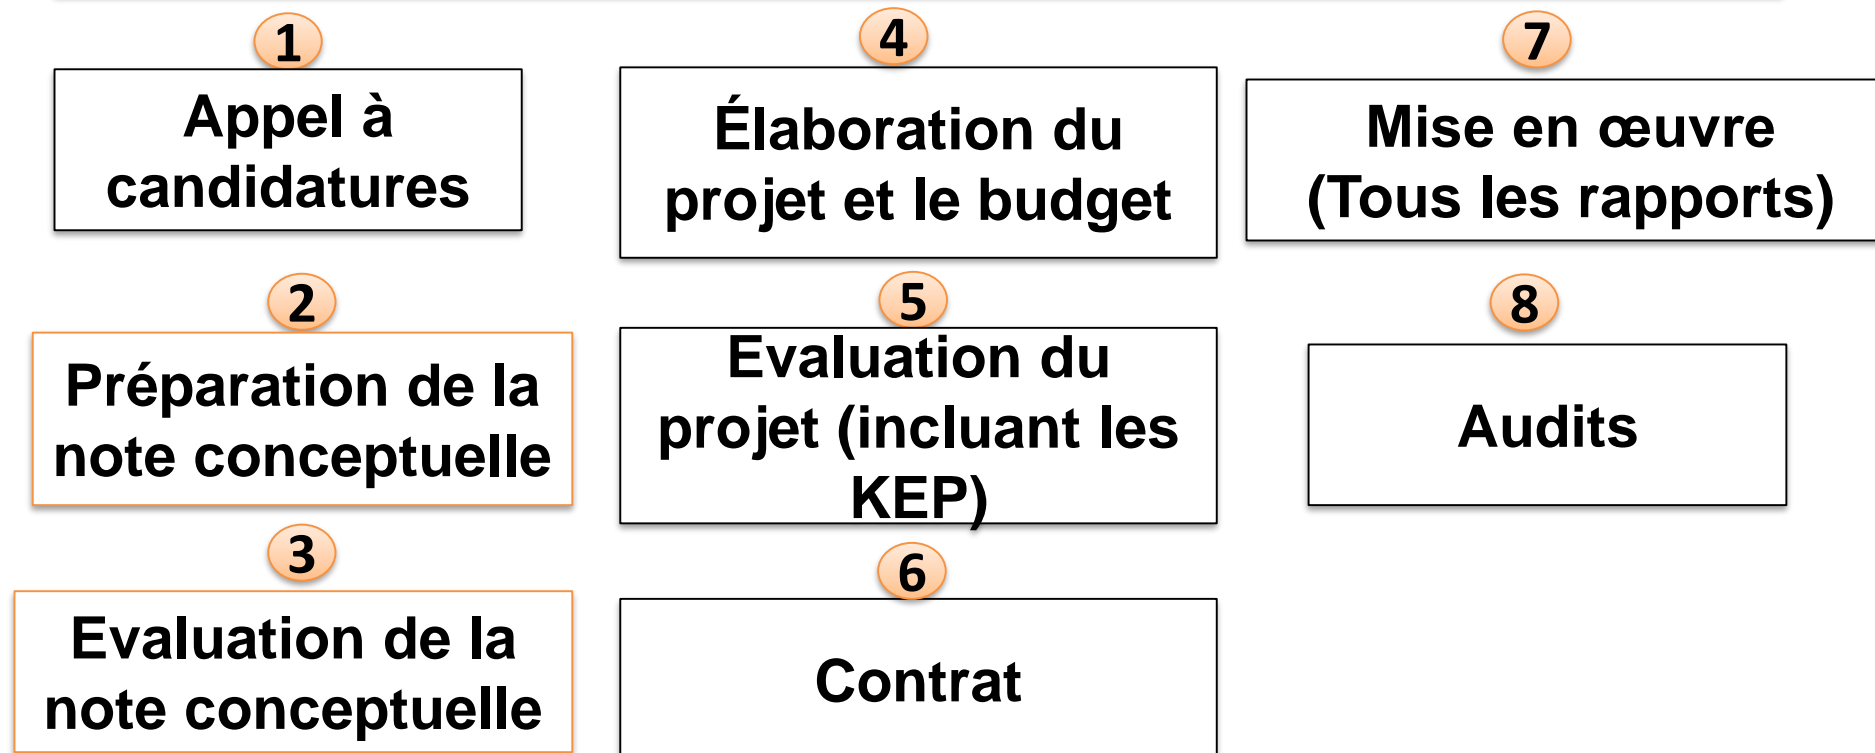 1
Appel à
candidatures
2
Préparation de la
note conceptuelle
3
Evaluation de la
note conceptuelle
4
Élaboration du
projet et le budget
5
Evaluation du
projet (incluant les
KEP)
6
Contrat
7
Mise en œuvre
(Tous les rapports)
8
Audits